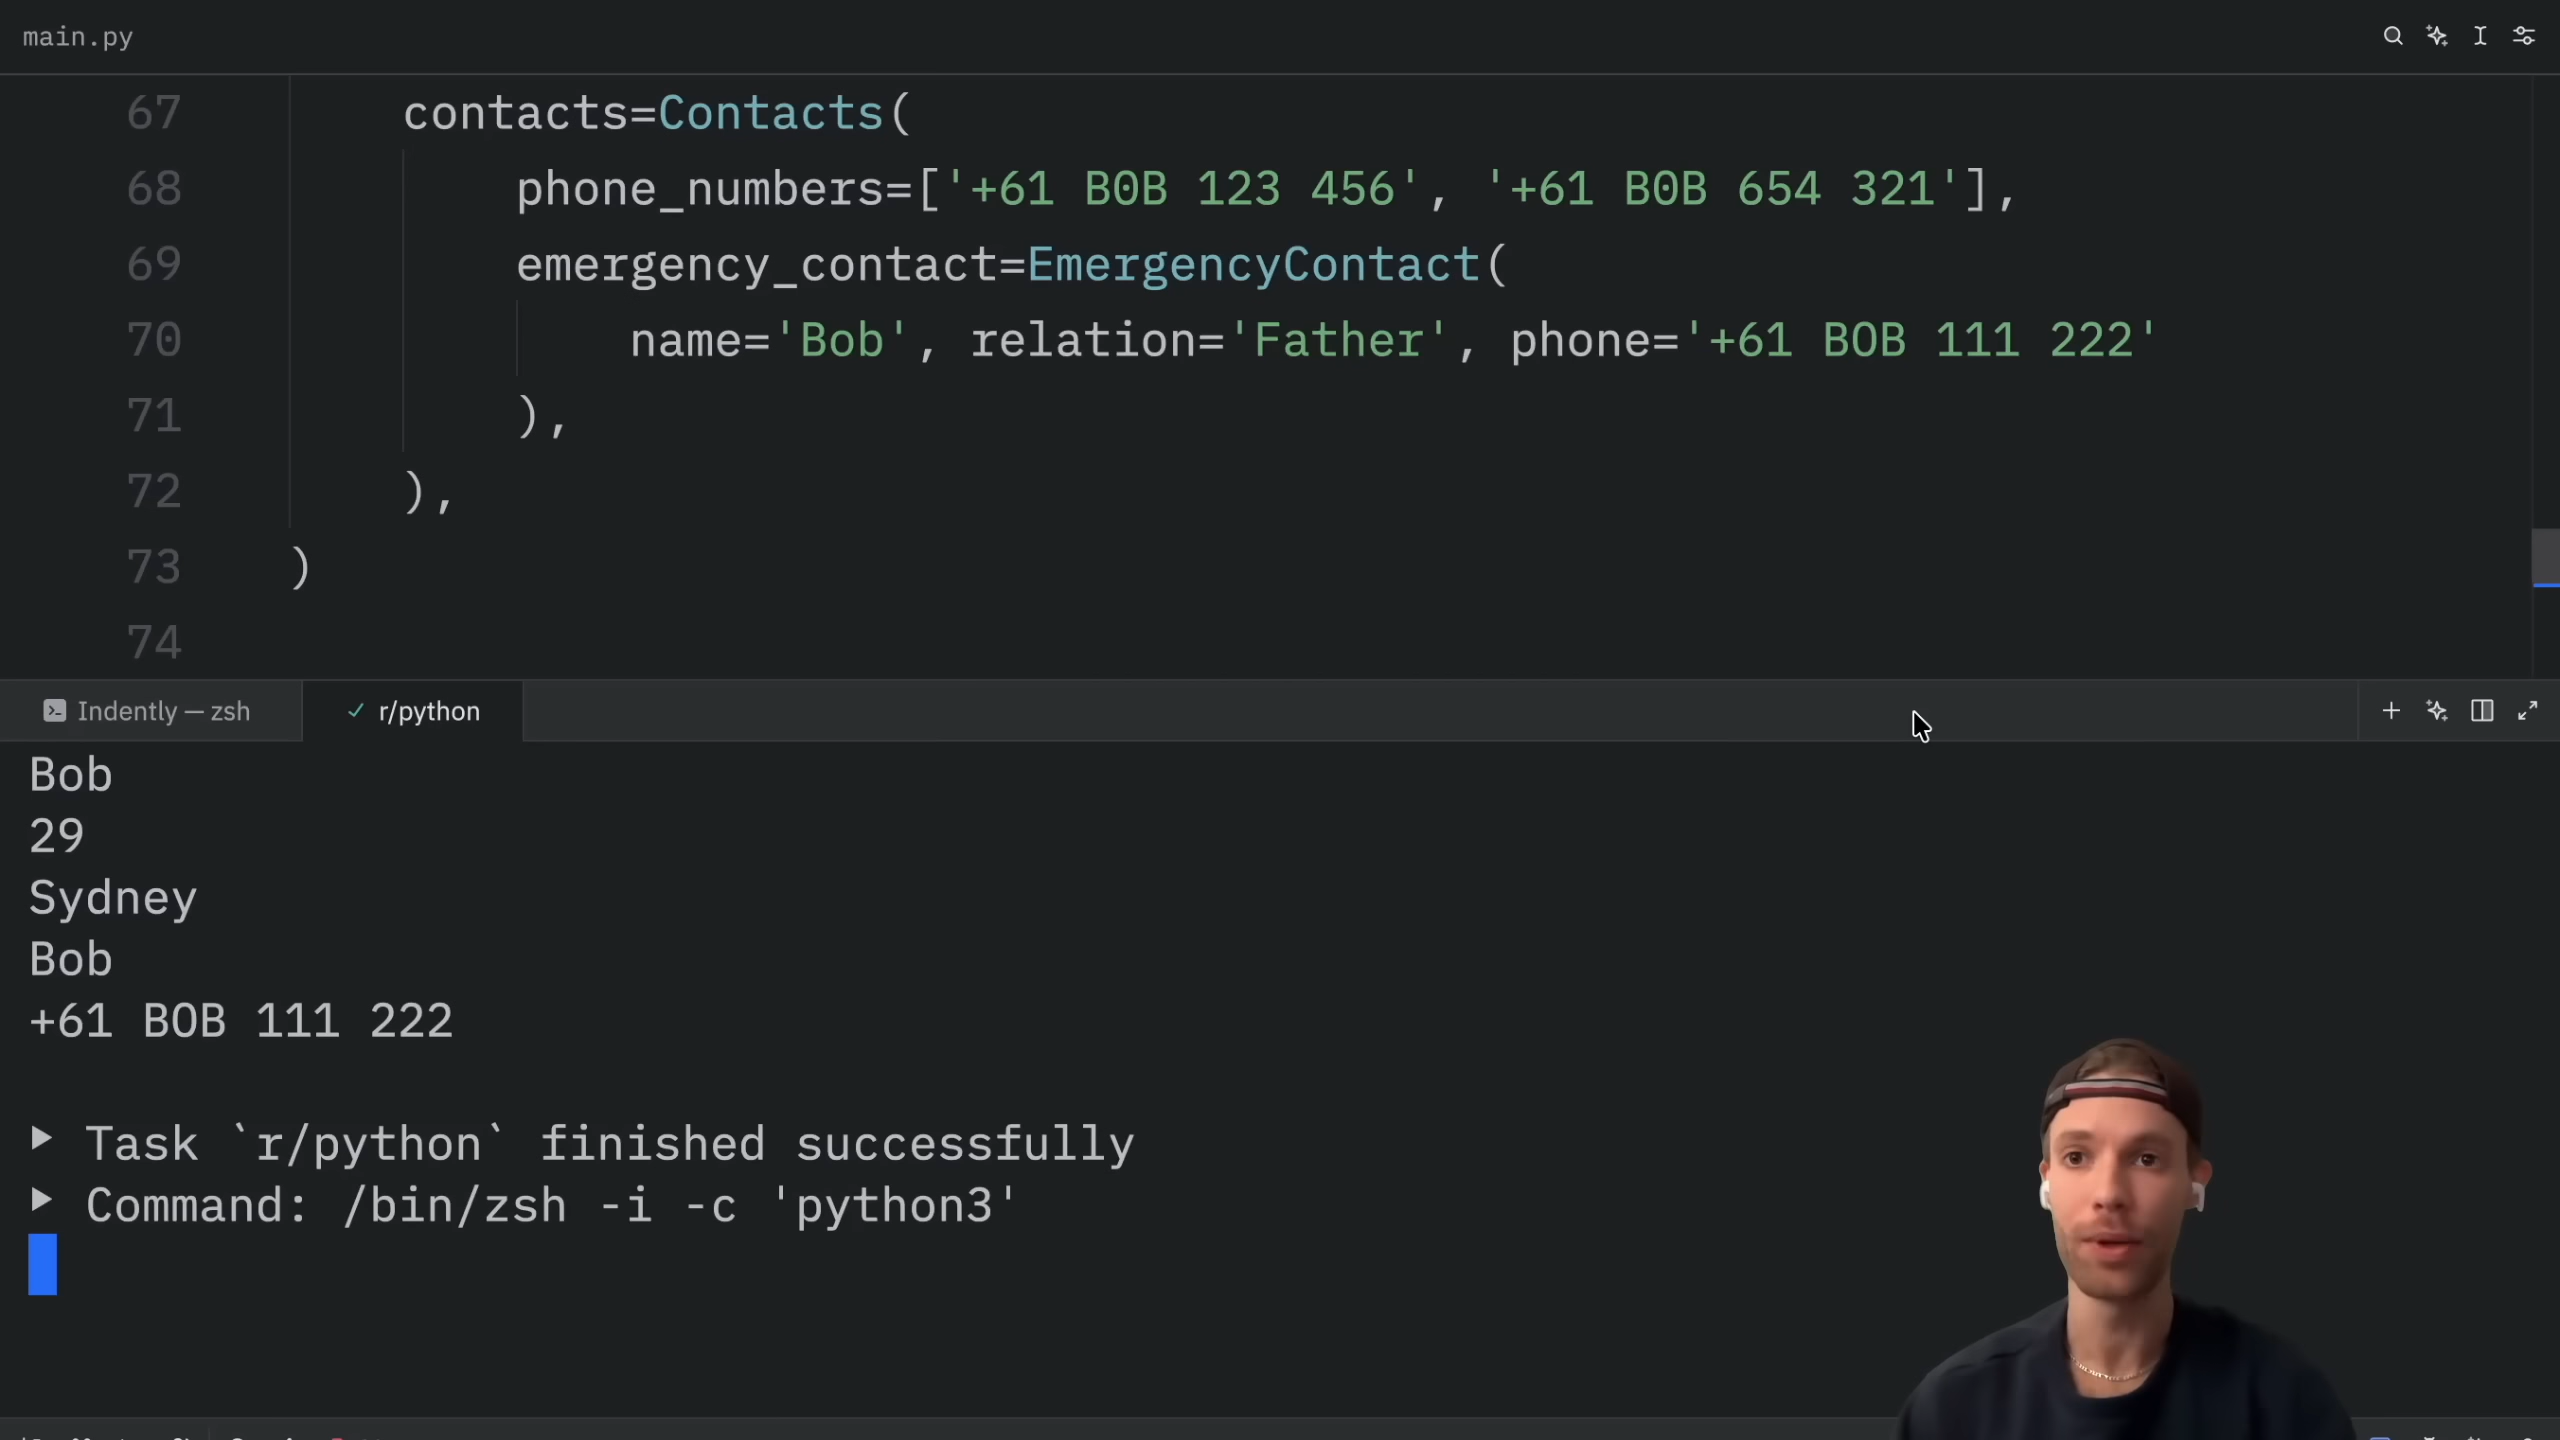 main.py
67 contacts=Contacts(
68 phone_numbers=['+61 B0B 123 456', '+61 B0B 654 321'],
69 emergency_contact=EmergencyContact(
70 name='Bob', relation='Father', phone='+61 BOB 111 222'
71 ),
72 ),
73 )
74
Indently — zsh
r/python
Bob
29
Sydney
Bob
+61 BOB 111 222
Task `r/python` finished successfully
Command: /bin/zsh -i -c 'python3'